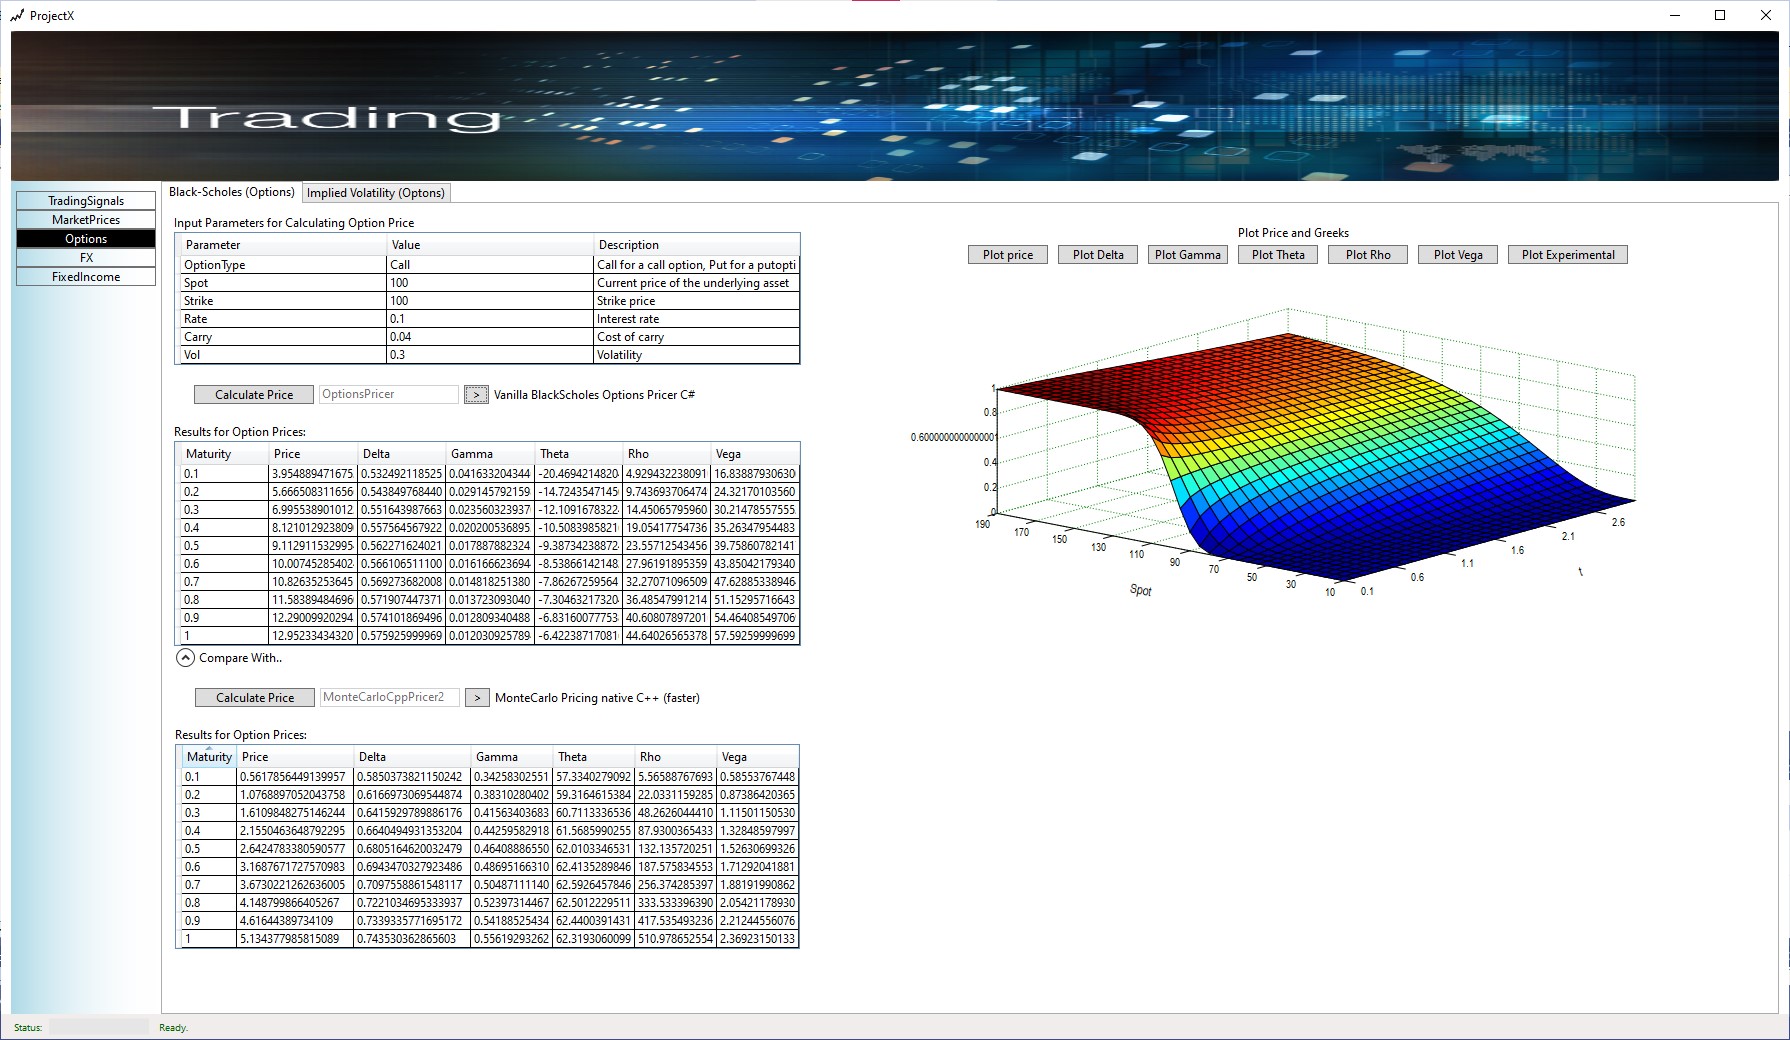 ProjectX
Trading
TradingSignals
MarketPrices
Options
FX
FixedIncome
Black-Scholes (Options) Implied Volatility (Optons)
Input Parameters for Calculating Option Price
Parameter Value Description
OptionType Call Call for a call option, Put for a putopti
Spot 100 Current price of the underlying asset
Strike 100 Strike price
Rate 0.1 Interest rate
Carry 0.04 Cost of carry
Vol 0.3 Volatility
Calculate Price OptionsPricer > Vanilla BlackScholes Options Pricer C#
Results for Option Prices:
Maturity Price Delta Gamma Theta Rho Vega
0.1 3.954889471675 0.532492118525 0.041633204344 -20.4694214820 4.929432238091 16.83887930630
0.2 5.666508311656 0.543849768440 0.029145792159 -14.7243547145 9.743693706474 24.32170103560
0.3 6.995538901012 0.551643987663 0.023560323937 -12.1091678322 14.45065795960 30.21478557555
0.4 8.121012923809 0.557564567922 0.020200536895 -10.5083985821 19.05417754736 35.26347954483
0.5 9.112911532995 0.562271624021 0.017887882324 -9.38734238872 23.55712543456 39.75860782141
0.6 10.00745285402 0.566106511100 0.016166623694 -8.53866142148 27.96191895359 43.85042179340
0.7 10.82635253645 0.569273682008 0.014818251380 -7.86267259564 32.27071096509 47.62885338946
0.8 11.58389484696 0.571907447371 0.013723093040 -7.30463217320 36.48547991214 51.15295716643
0.9 12.29009920294 0.574101869496 0.012809340488 -6.83160077753 40.60807897201 54.46408549706
1 12.95233434320 0.575925999969 0.012030925789 -6.42238717081 44.64026565378 57.59259999699
Compare With..
Calculate Price MonteCarloCppPricer2 > MonteCarlo Pricing native C++ (faster)
Results for Option Prices:
Maturity Price Delta Gamma Theta Rho Vega
0.1 0.5617856449139957 0.5850373821150242 0.34258302551 57.3340279092 5.56588767693 0.58553767448
0.2 1.0768897052043758 0.6166973069544874 0.38310280402 59.3164615384 22.0331159285 0.87386420365
0.3 1.6109848275146244 0.6415929789886176 0.41563403683 60.7113336536 48.2626044410 1.11501150530
0.4 2.1550463648792295 0.6640494931353204 0.44259582918 61.5685990255 87.9300365433 1.32848597997
0.5 2.6424783380590577 0.6805164620032479 0.46408886550 62.0103346531 132.135720251 1.52630699326
0.6 3.1687671727570983 0.6943470327923486 0.48695166310 62.4135289846 187.575834553 1.71292041881
0.7 3.6730221262636005 0.7097558861548117 0.50487111140 62.5926457846 256.374285397 1.88191990862
0.8 4.148799866405267 0.7221034695333937 0.52397314467 62.5012229511 333.533396390 2.05421178930
0.9 4.61644389734109 0.7339335771695172 0.54188525434 62.4400391431 417.535493236 2.21244556076
1 5.134377985815089 0.743530362865603 0.55619293262 62.3193060099 510.978652554 2.36923150133
Plot Price and Greeks
Plot price Plot Delta Plot Gamma Plot Theta Plot Rho Plot Vega Plot Experimental
1
0.8
0.600000000000001
0.4
0.2
0
190 170 150 130 110 90 70 50 30 10
Spot
0.1 0.6 1.1 1.6 2.1 2.6
t
Status: Ready.